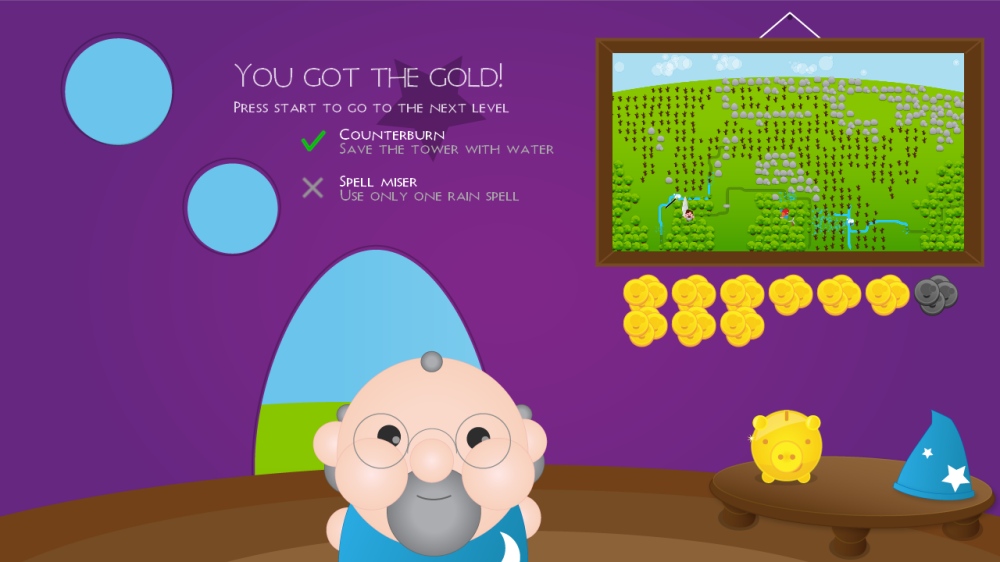 You got the gold!
Press start to go to the next level
Counterburn
Save the tower with water
Spell miser
Use only one rain spell